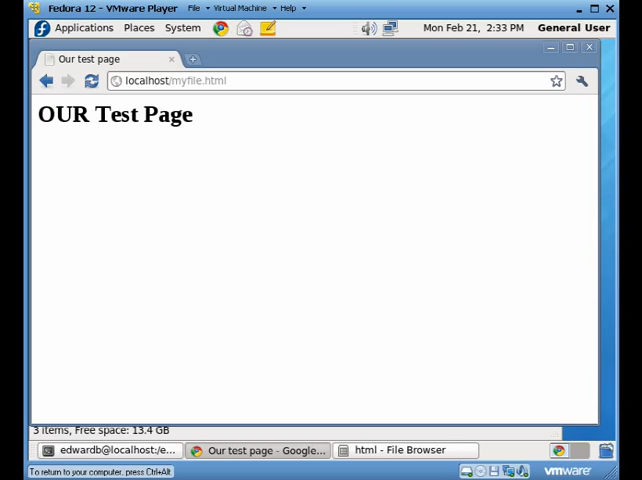 Fedora 12 - VMware Player File Virtual Machine Help
Applications Places System Mon Feb 21, 2:33 PM General User
Our test page
localhost/myfile.html
OUR Test Page
3 items, Free space: 13.4 GB
edwardb@localhost:/e... Our test page - Google... html - File Browser
To return to your computer, press Ctrl+Alt. vmware